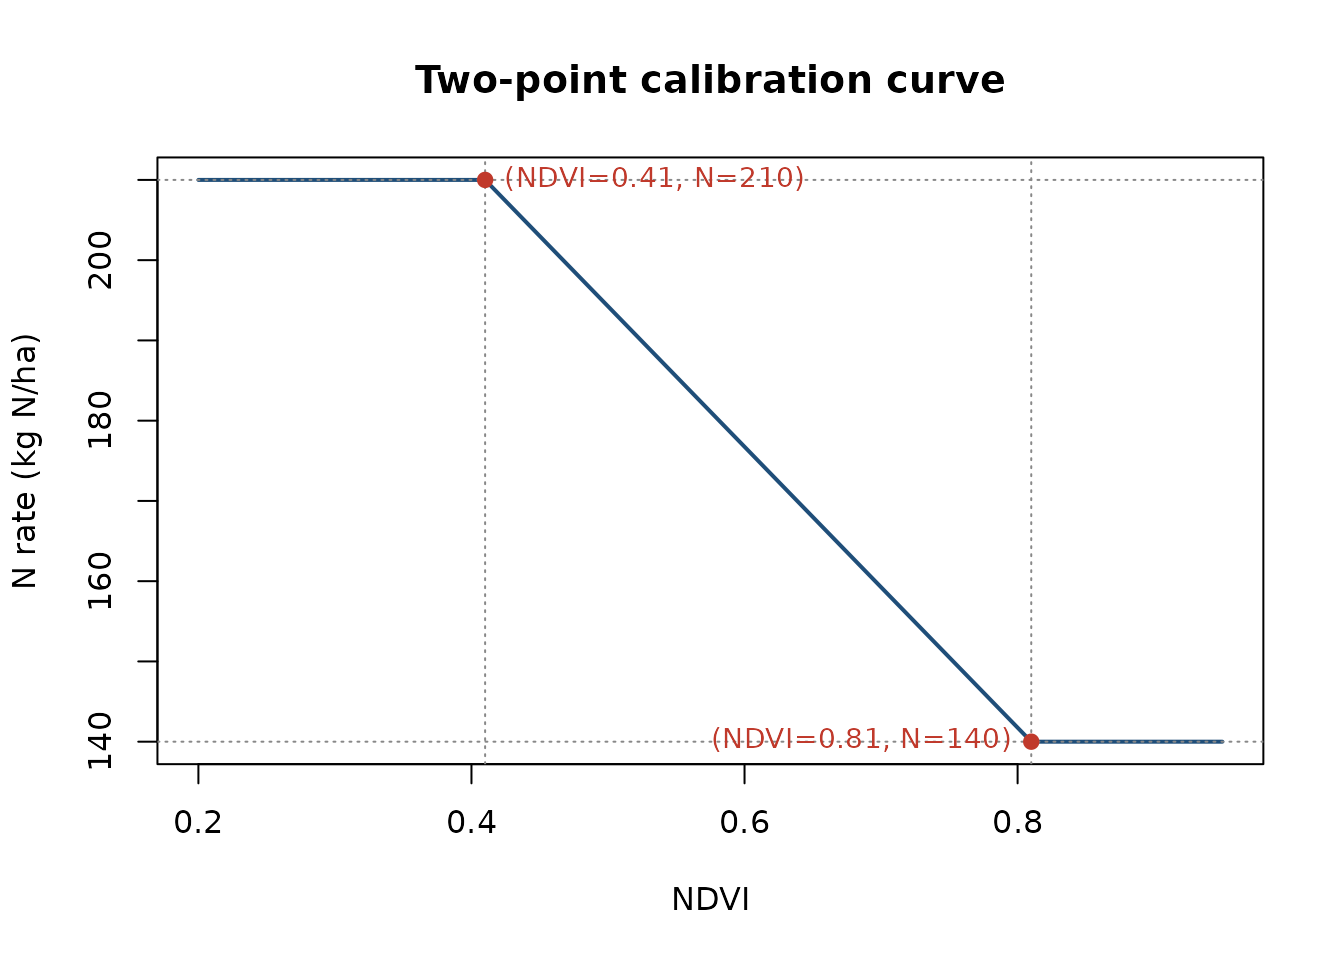 Two-point calibration curve
(NDVI=0.41, N=210)
200
180
160
140
N rate (kg N/ha)
(NDVI=0.81, N=140)
0.2 0.4 0.6 0.8
NDVI